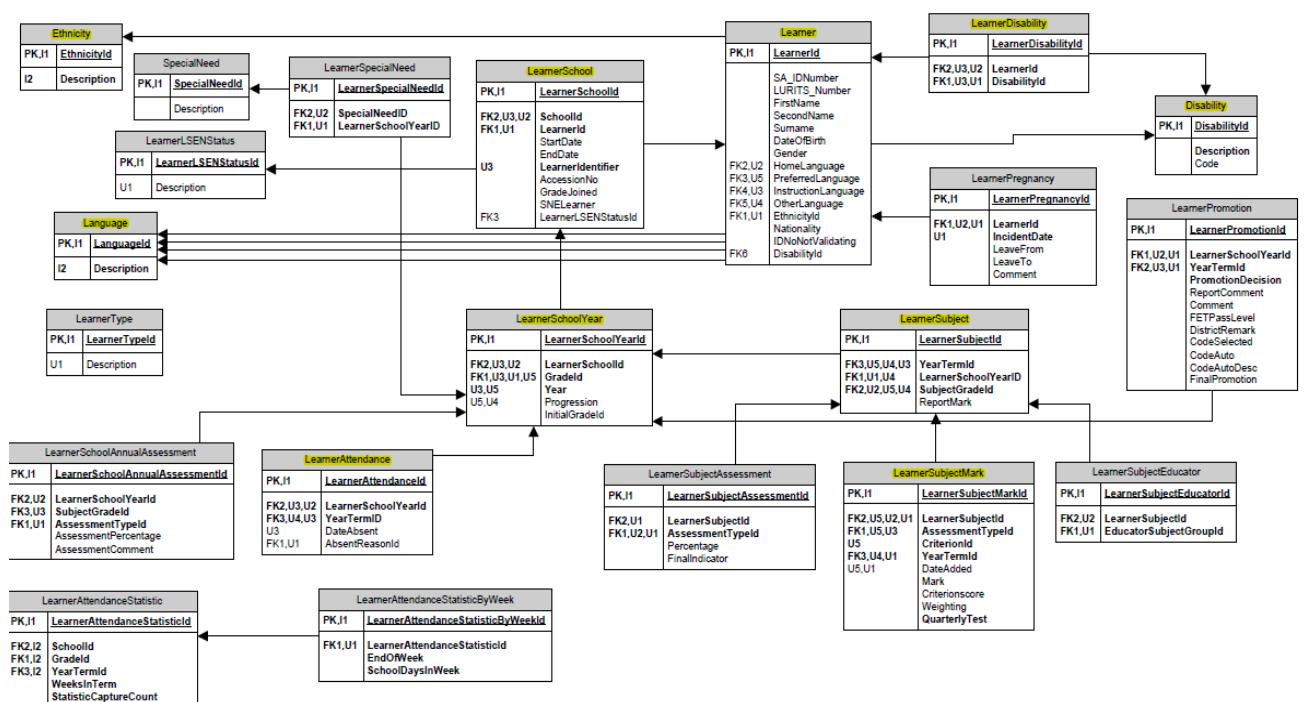 Ethnicity
PK,I1 EthnicityId
I2 Description
SpecialNeed
PK,I1 SpecialNeedId
Description
LearnerSpecialNeed
PK,I1 LearnerSpecialNeedId
FK2,U2 SpecialNeedID
FK1,U1 LearnerSchoolYearID
LearnerSchool
PK,I1 LearnerSchoolId
FK2,U3,U2 SchoolId
FK1,U1 LearnerId
StartDate
EndDate
U3 LearnerIdentifier
AccessionNo
GradeJoined
SNELearner
FK3 LearnerLSENStatusId
Learner
PK,I1 LearnerId
SA_IDNumber
LURITS_Number
FirstName
SecondName
Surname
DateOfBirth
Gender
FK2,U2 HomeLanguage
FK3,U5 PreferredLanguage
FK4,U3 InstructionLanguage
FK5,U4 OtherLanguage
FK1,U1 EthnicityId
Nationality
IDNoNotValidating
FK6 DisabilityId
LearnerDisability
PK,I1 LearnerDisabilityId
FK2,U3,U2 LearnerId
FK1,U3,U1 DisabilityId
Disability
PK,I1 DisabilityId
Description
Code
LearnerLSENStatus
PK,I1 LearnerLSENStatusId
U1 Description
Language
PK,I1 LanguageId
I2 Description
LearnerPregnancy
PK,I1 LearnerPregnancyId
FK1,U2,U1 LearnerId
U1 IncidentDate
LeaveFrom
LeaveTo
Comment
LearnerPromotion
PK,I1 LearnerPromotionId
FK1,U2,U1 LearnerSchoolYearId
FK2,U3,U1 YearTermId
PromotionDecision
ReportComment
Comment
FETPassLevel
DistrictRemark
CodeSelected
CodeAuto
CodeAutoDesc
FinalPromotion
LearnerType
PK,I1 LearnerTypeId
U1 Description
LearnerSchoolYear
PK,I1 LearnerSchoolYearId
FK2,U3,U2 LearnerSchoolId
FK1,U3,U1,U5 GradeId
U3,U5 Year
U5,U4 Progression
InitialGradeId
LearnerSubject
PK,I1 LearnerSubjectId
FK3,U5,U4,U3 YearTermId
FK1,U1,U4 LearnerSchoolYearID
FK2,U2,U5,U4 SubjectGradeId
ReportMark
LearnerSchoolAnnualAssessment
PK,I1 LearnerSchoolAnnualAssessmentId
FK2,U2 LearnerSchoolYearId
FK3,U3 SubjectGradeId
FK1,U1 AssessmentTypeId
AssessmentPercentage
AssessmentComment
LearnerAttendance
PK,I1 LearnerAttendanceId
FK2,U3,U2 LearnerSchoolYearId
FK3,U4,U3 YearTermID
U3 DateAbsent
FK1,U1 AbsentReasonId
LearnerSubjectAssessment
PK,I1 LearnerSubjectAssessmentId
FK2,U1 LearnerSubjectId
FK1,U2,U1 AssessmentTypeId
Percentage
FinalIndicator
LearnerSubjectMark
PK,I1 LearnerSubjectMarkId
FK2,U5,U2,U1 LearnerSubjectId
FK1,U5,U3 AssessmentTypeId
U5 CriterionId
FK3,U4,U1 YearTermId
U5,U1 DateAdded
Mark
Criterionscore
Weighting
QuarterlyTest
LearnerSubjectEducator
PK,I1 LearnerSubjectEducatorId
FK2,U2 LearnerSubjectId
FK1,U1 EducatorSubjectGroupId
LearnerAttendanceStatistic
PK,I1 LearnerAttendanceStatisticId
FK2,I2 SchoolId
FK1,I2 GradeId
FK3,I2 YearTermId
WeeksInTerm
StatisticCaptureCount
LearnerAttendanceStatisticByWeek
PK,I1 LearnerAttendanceStatisticByWeekId
FK1,U1 LearnerAttendanceStatisticId
EndOfWeek
SchoolDaysInWeek